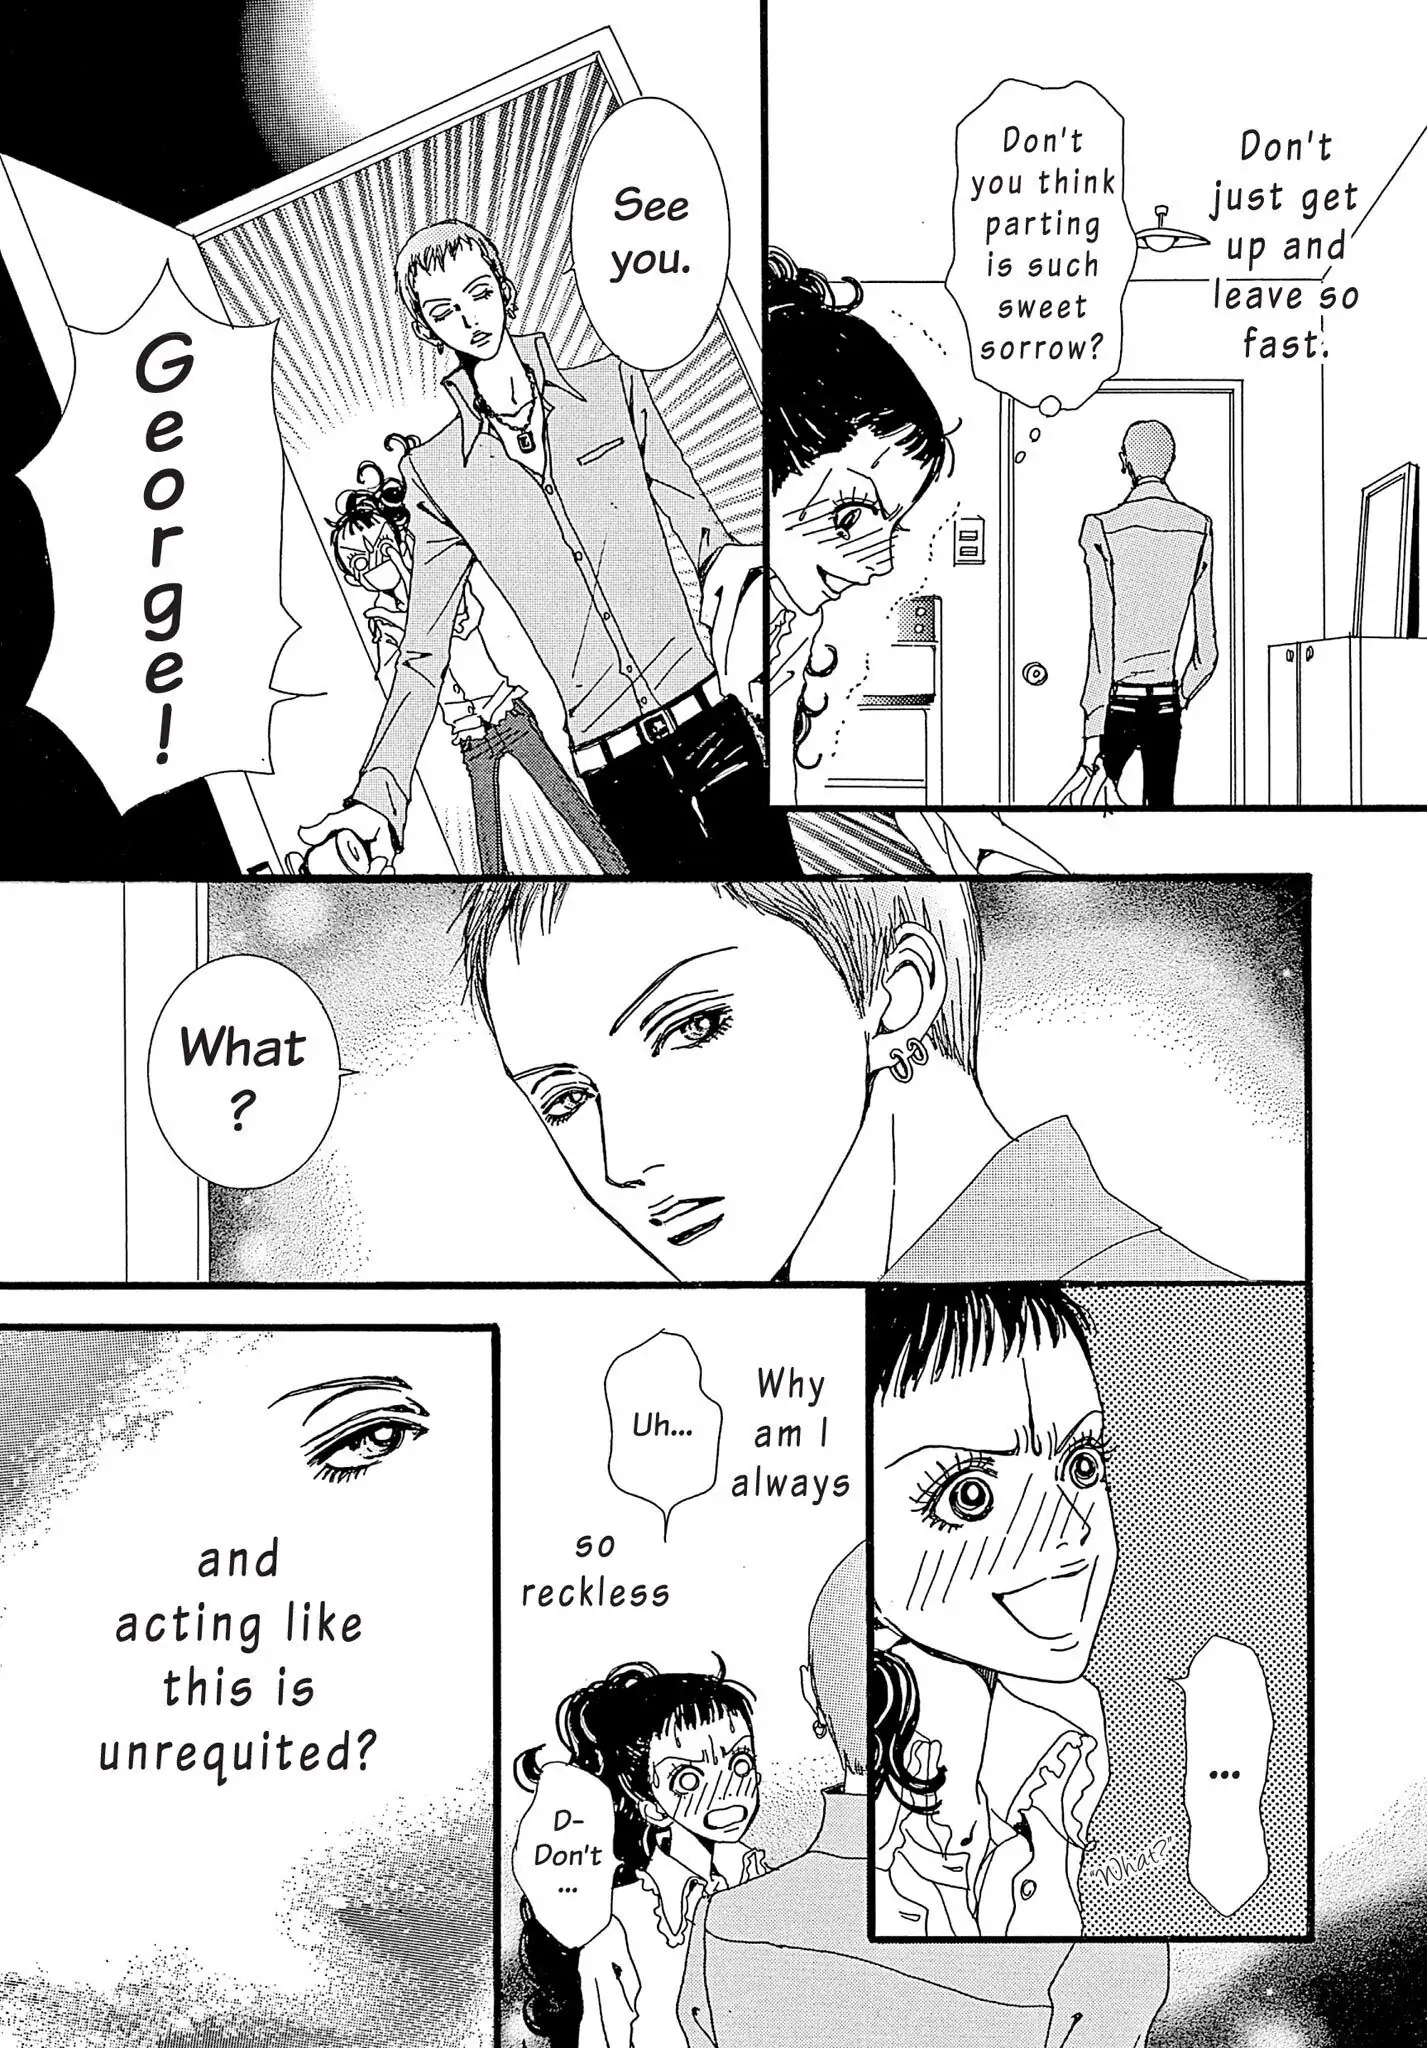 Don't
just get
up and
leave so
fast.
Don't
you think
parting
is such
sweet
sorrow?
See
you.
George!
What
?
...
What?
Why
am I
always
Uh...
so
reckless
D-
Don't
...
and
acting like
this is
unrequited?